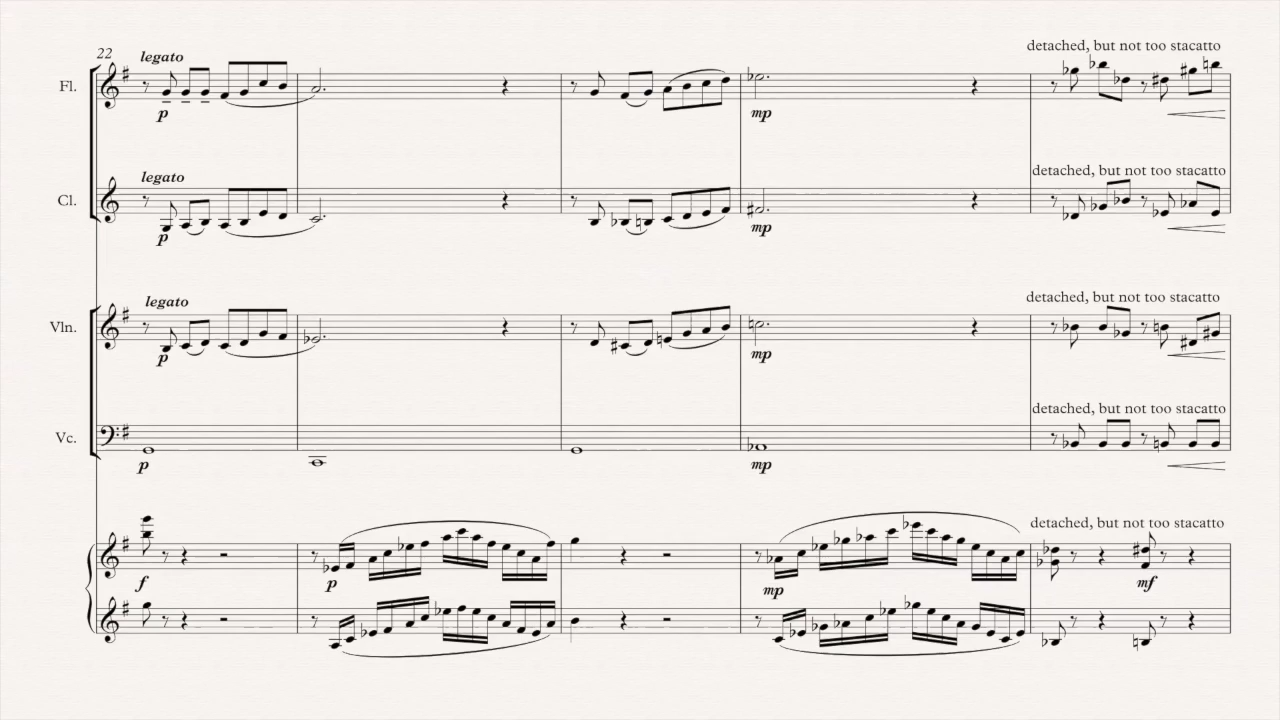 22
legato
detached, but not too stacatto
Fl.
p
mp
legato
detached, but not too stacatto
Cl.
p
mp
legato
detached, but not too stacatto
Vln.
p
mp
detached, but not too stacatto
Vc.
p
mp
detached, but not too stacatto
f
p
mp
mf